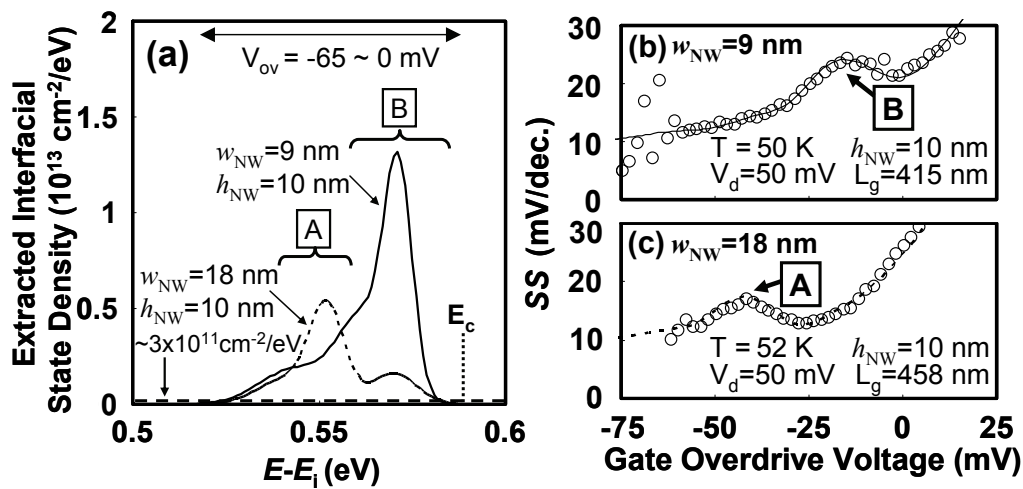 (a)
V_ov = -65 ~ 0 mV
B
w_NW=9 nm
h_NW=10 nm
A
w_NW=18 nm
h_NW=10 nm
~3x10^11cm^-2/eV
E_c
2
1.5
1
0.5
0
0.5
0.55
0.6
E-E_i (eV)
Extracted Interfacial
State Density (10^13 cm^-2/eV)
(b) w_NW=9 nm
B
T = 50 K
h_NW=10 nm
V_d=50 mV
L_g=415 nm
30
20
10
0
(c) w_NW=18 nm
A
T = 52 K
h_NW=10 nm
V_d=50 mV
L_g=458 nm
30
20
10
0
SS (mV/dec.)
-75
-50
-25
0
25
Gate Overdrive Voltage (mV)